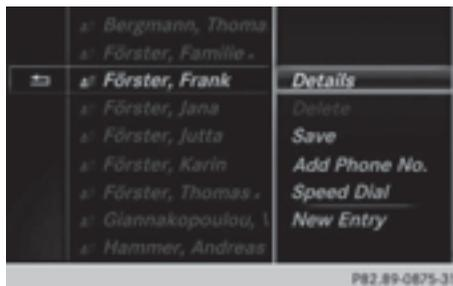 Bergmann, Thoma
Förster, Familie
Förster, Frank
Förster, Jana
Förster, Jutta
Förster, Karin
Förster, Thomas
Giannakopoulou,
Hammer, Andreas
Details
Delete
Save
Add Phone No.
Speed Dial
New Entry
P82.89-0875-31